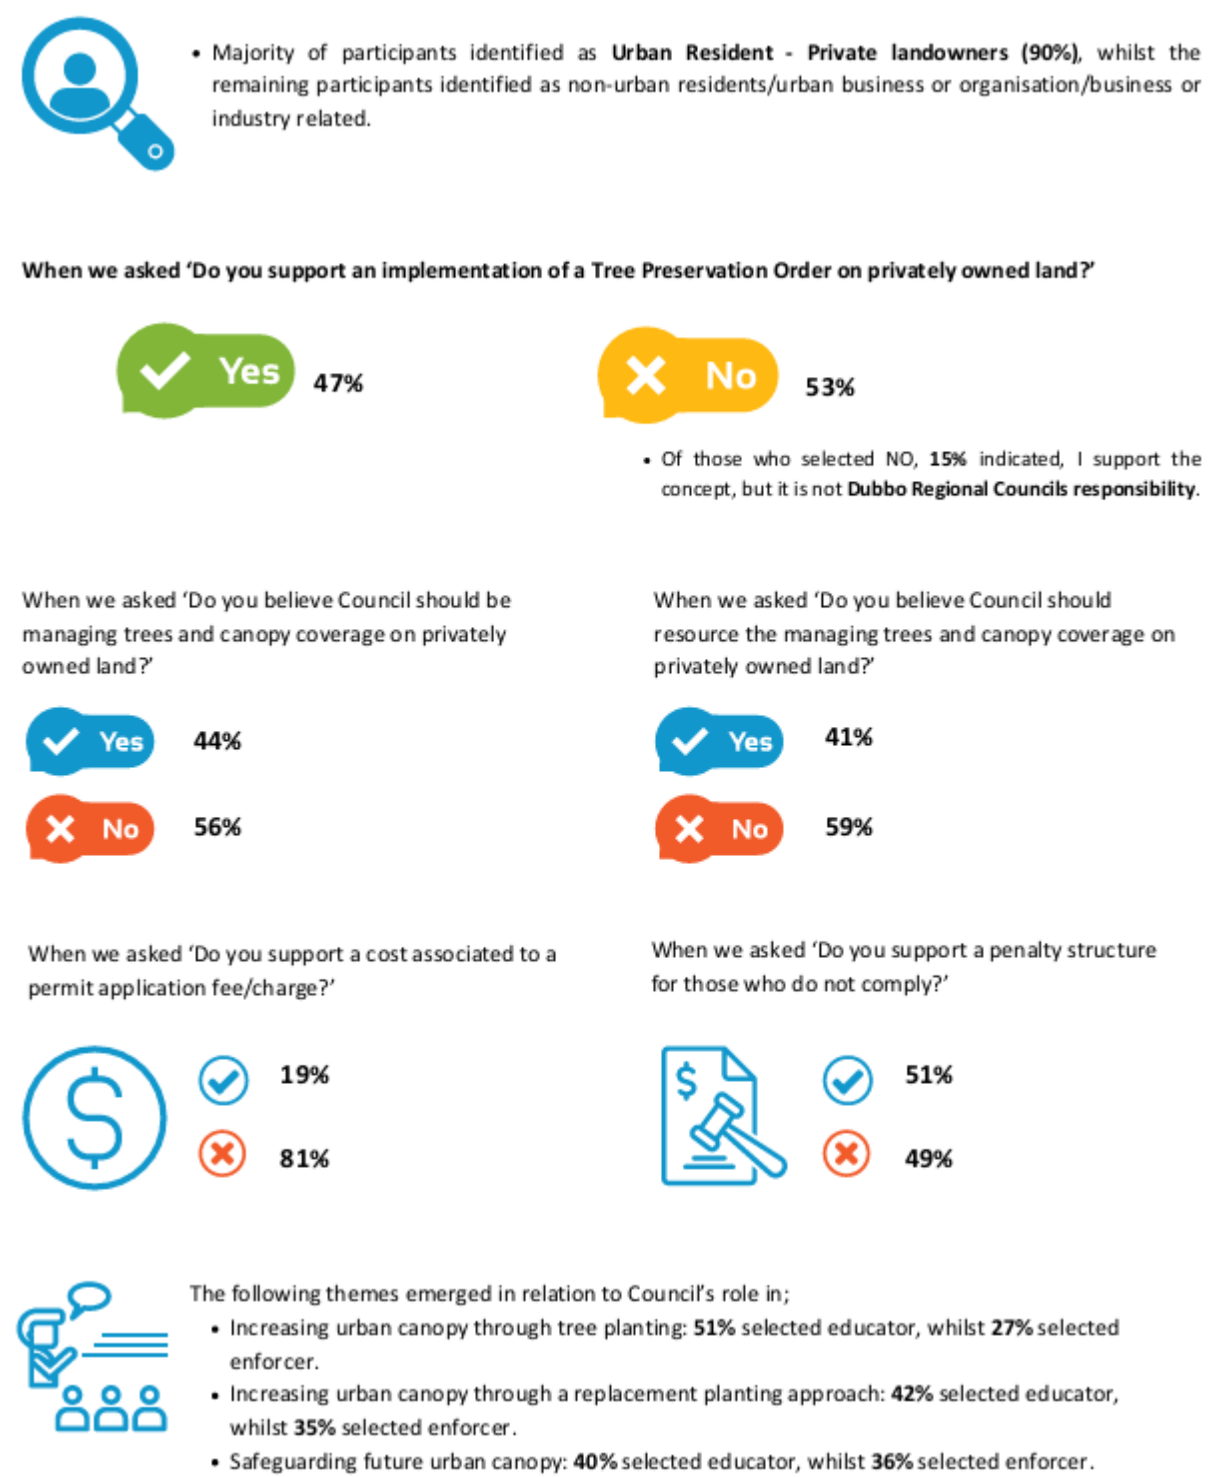 • Majority of participants identified as Urban Resident - Private landowners (90%), whilst the
remaining participants identified as non-urban residents/urban business or organisation/business or
industry related.
When we asked ‘Do you support an implementation of a Tree Preservation Order on privately owned land?’
Yes 47%
No 53%
• Of those who selected NO, 15% indicated, I support the
concept, but it is not Dubbo Regional Councils responsibility.
When we asked ‘Do you believe Council should be
managing trees and canopy coverage on privately
owned land?’
Yes 44%
No 56%
When we asked ‘Do you believe Council should
resource the managing trees and canopy coverage on
privately owned land?’
Yes 41%
No 59%
When we asked ‘Do you support a cost associated to a
permit application fee/charge?’
$
19%
81%
When we asked ‘Do you support a penalty structure
for those who do not comply?’
$
51%
49%
The following themes emerged in relation to Council’s role in;
• Increasing urban canopy through tree planting: 51% selected educator, whilst 27% selected
enforcer.
• Increasing urban canopy through a replacement planting approach: 42% selected educator,
whilst 35% selected enforcer.
• Safeguarding future urban canopy: 40% selected educator, whilst 36% selected enforcer.